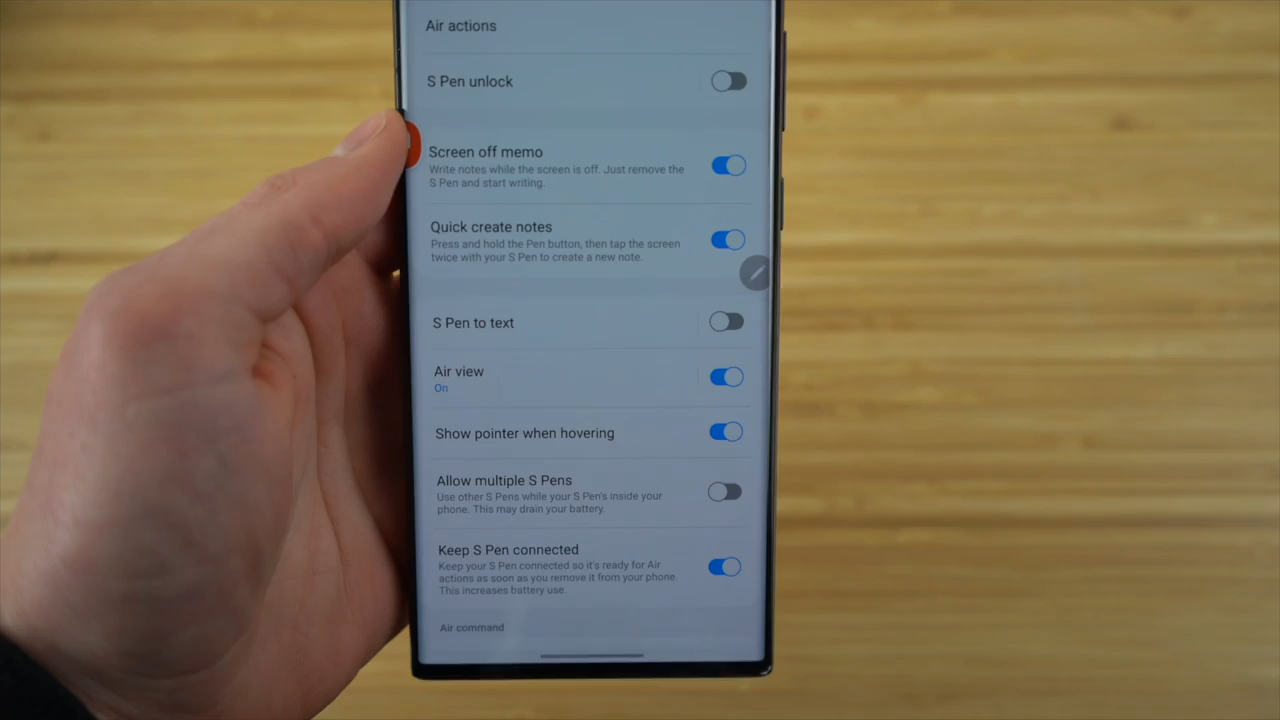 Air actions
S Pen unlock
Screen off memo
Write notes while the screen is off. Just remove the
S Pen and start writing.
Quick create notes
Press and hold the Pen button, then tap the screen
twice with your S Pen to create a new note.
S Pen to text
Air view
On
Show pointer when hovering
Allow multiple S Pens
Use other S Pens while your S Pen's inside your
phone. This may drain your battery.
Keep S Pen connected
Keep your S Pen connected so it's ready for Air
actions as soon as you remove it from your phone.
This increases battery use.
Air command